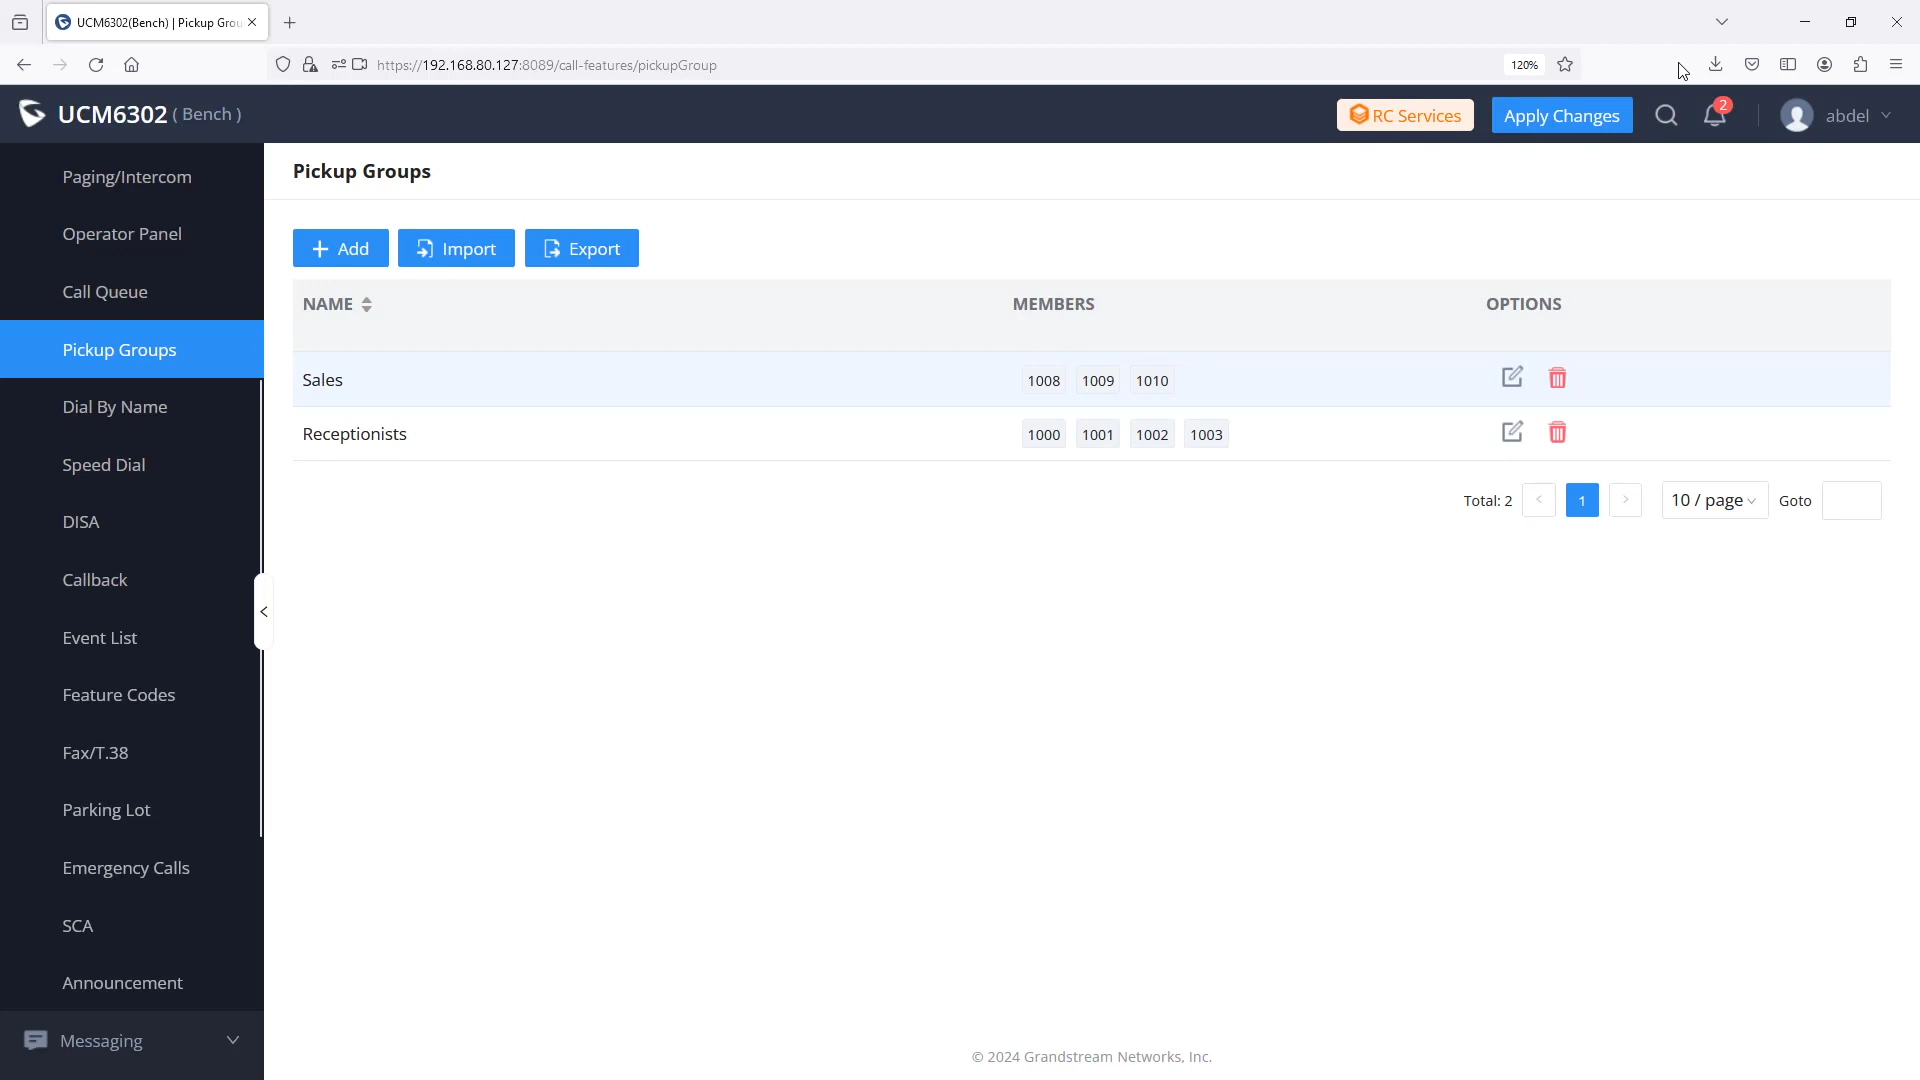 UCM6302(Bench) | Pickup Grou
https://192.168.80.127:8089/call-features/pickupGroup
120%
UCM6302 ( Bench )
RC Services
Apply Changes
2
abdel
Paging/Intercom
Operator Panel
Call Queue
Pickup Groups
Dial By Name
Speed Dial
DISA
Callback
Event List
Feature Codes
Fax/T.38
Parking Lot
Emergency Calls
SCA
Announcement
Messaging
Pickup Groups
Add
Import
Export
NAME
MEMBERS
OPTIONS
Sales
1008 1009 1010
Receptionists
1000 1001 1002 1003
Total: 2
1
10 / page
Goto
© 2024 Grandstream Networks, Inc.